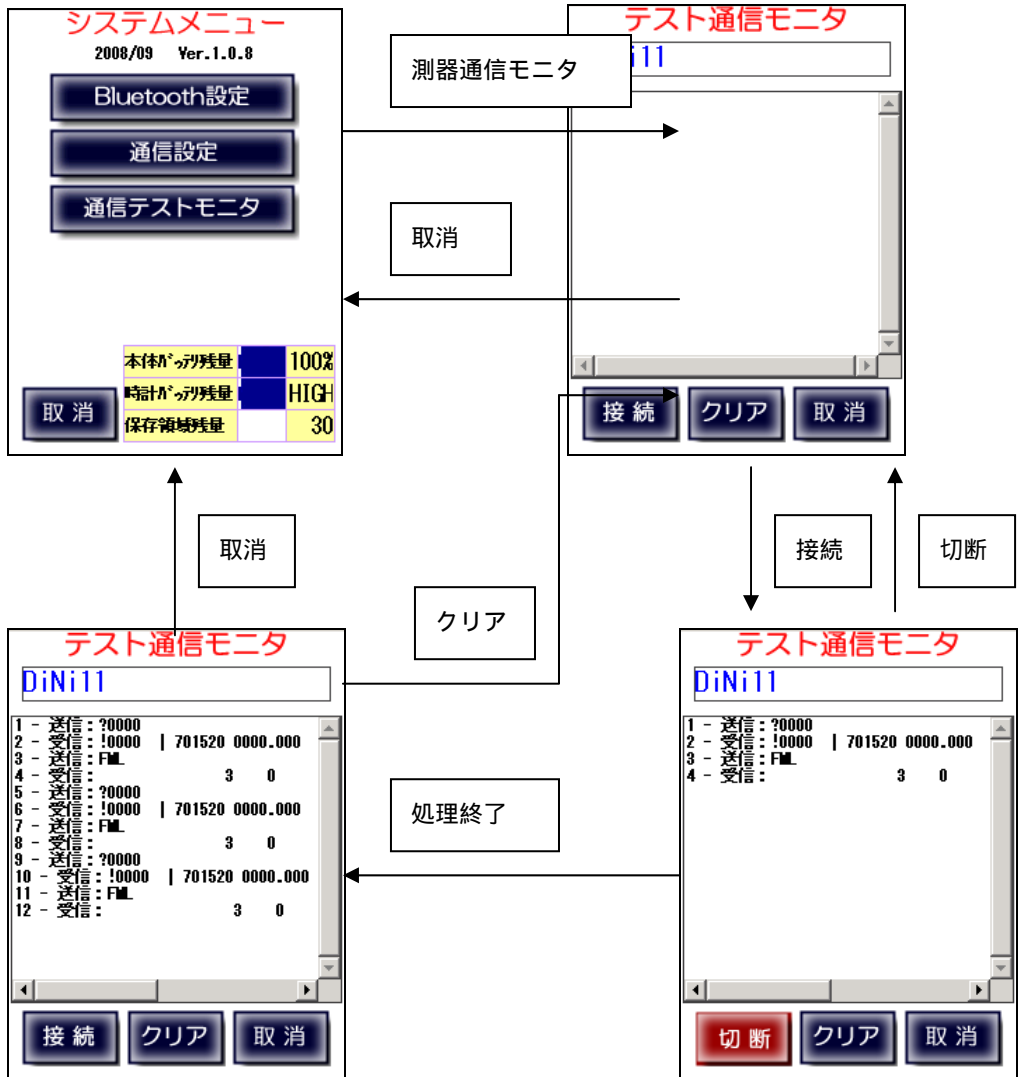 システムメニュー
2008/09 Ver.1.0.8
Bluetooth設定
通信設定
通信テストモニタ
本体バッテリ残量 100%
時計バッテリ残量 HIGH
保存領域残量 30
取 消
測器通信モニタ
取消
テスト通信モニタ
i11
接 続
クリア
取 消
取消
クリア
接続
切断
テスト通信モニタ
DiNi11
1 - 送信:?0000
2 - 受信:!0000 | 701520 0000.000
3 - 送信:FML
4 - 受信: 3 0
5 - 送信:?0000
6 - 受信:!0000 | 701520 0000.000
7 - 送信:FML
8 - 受信: 3 0
9 - 送信:?0000
10 - 受信:!0000 | 701520 0000.000
11 - 送信:FML
12 - 受信: 3 0
接 続
クリア
取 消
処理終了
テスト通信モニタ
DiNi11
1 - 送信:?0000
2 - 受信:!0000 | 701520 0000.000
3 - 送信:FML
4 - 受信: 3 0
切 断
クリア
取 消